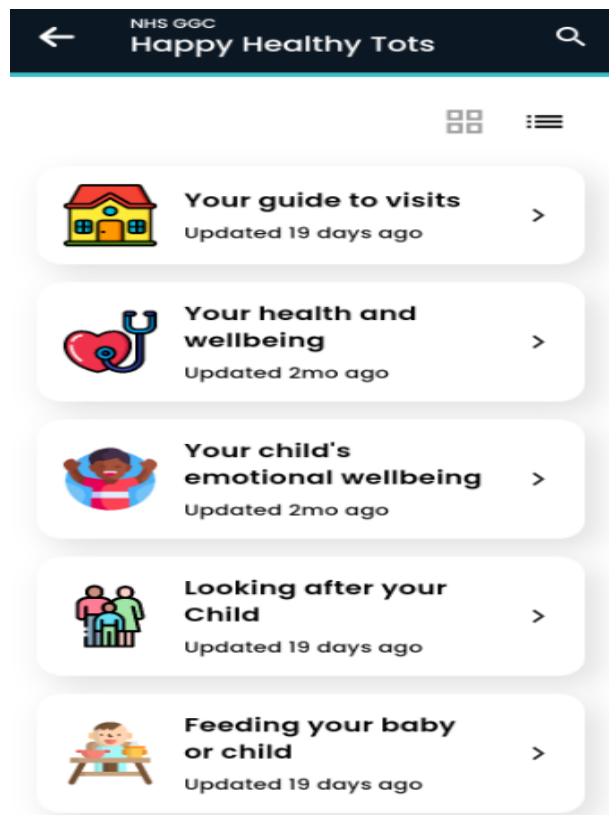 NHS GGC
Happy Healthy Tots
Your guide to visits
Updated 19 days ago
Your health and
wellbeing
Updated 2mo ago
Your child's
emotional wellbeing
Updated 2mo ago
Looking after your
Child
Updated 19 days ago
Feeding your baby
or child
Updated 19 days ago